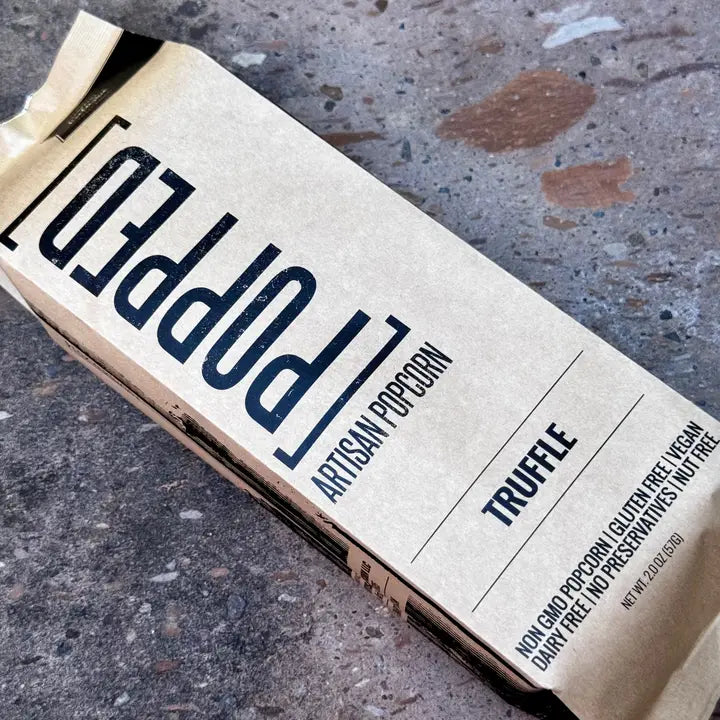 [POPPED]
ARTISAN POPCORN
TRUFFLE
NON GMO POPCORN | GLUTEN FREE | VEGAN
DAIRY FREE | NO PRESERVATIVES | NUT FREE
NET WT. 2.0 OZ (57G)